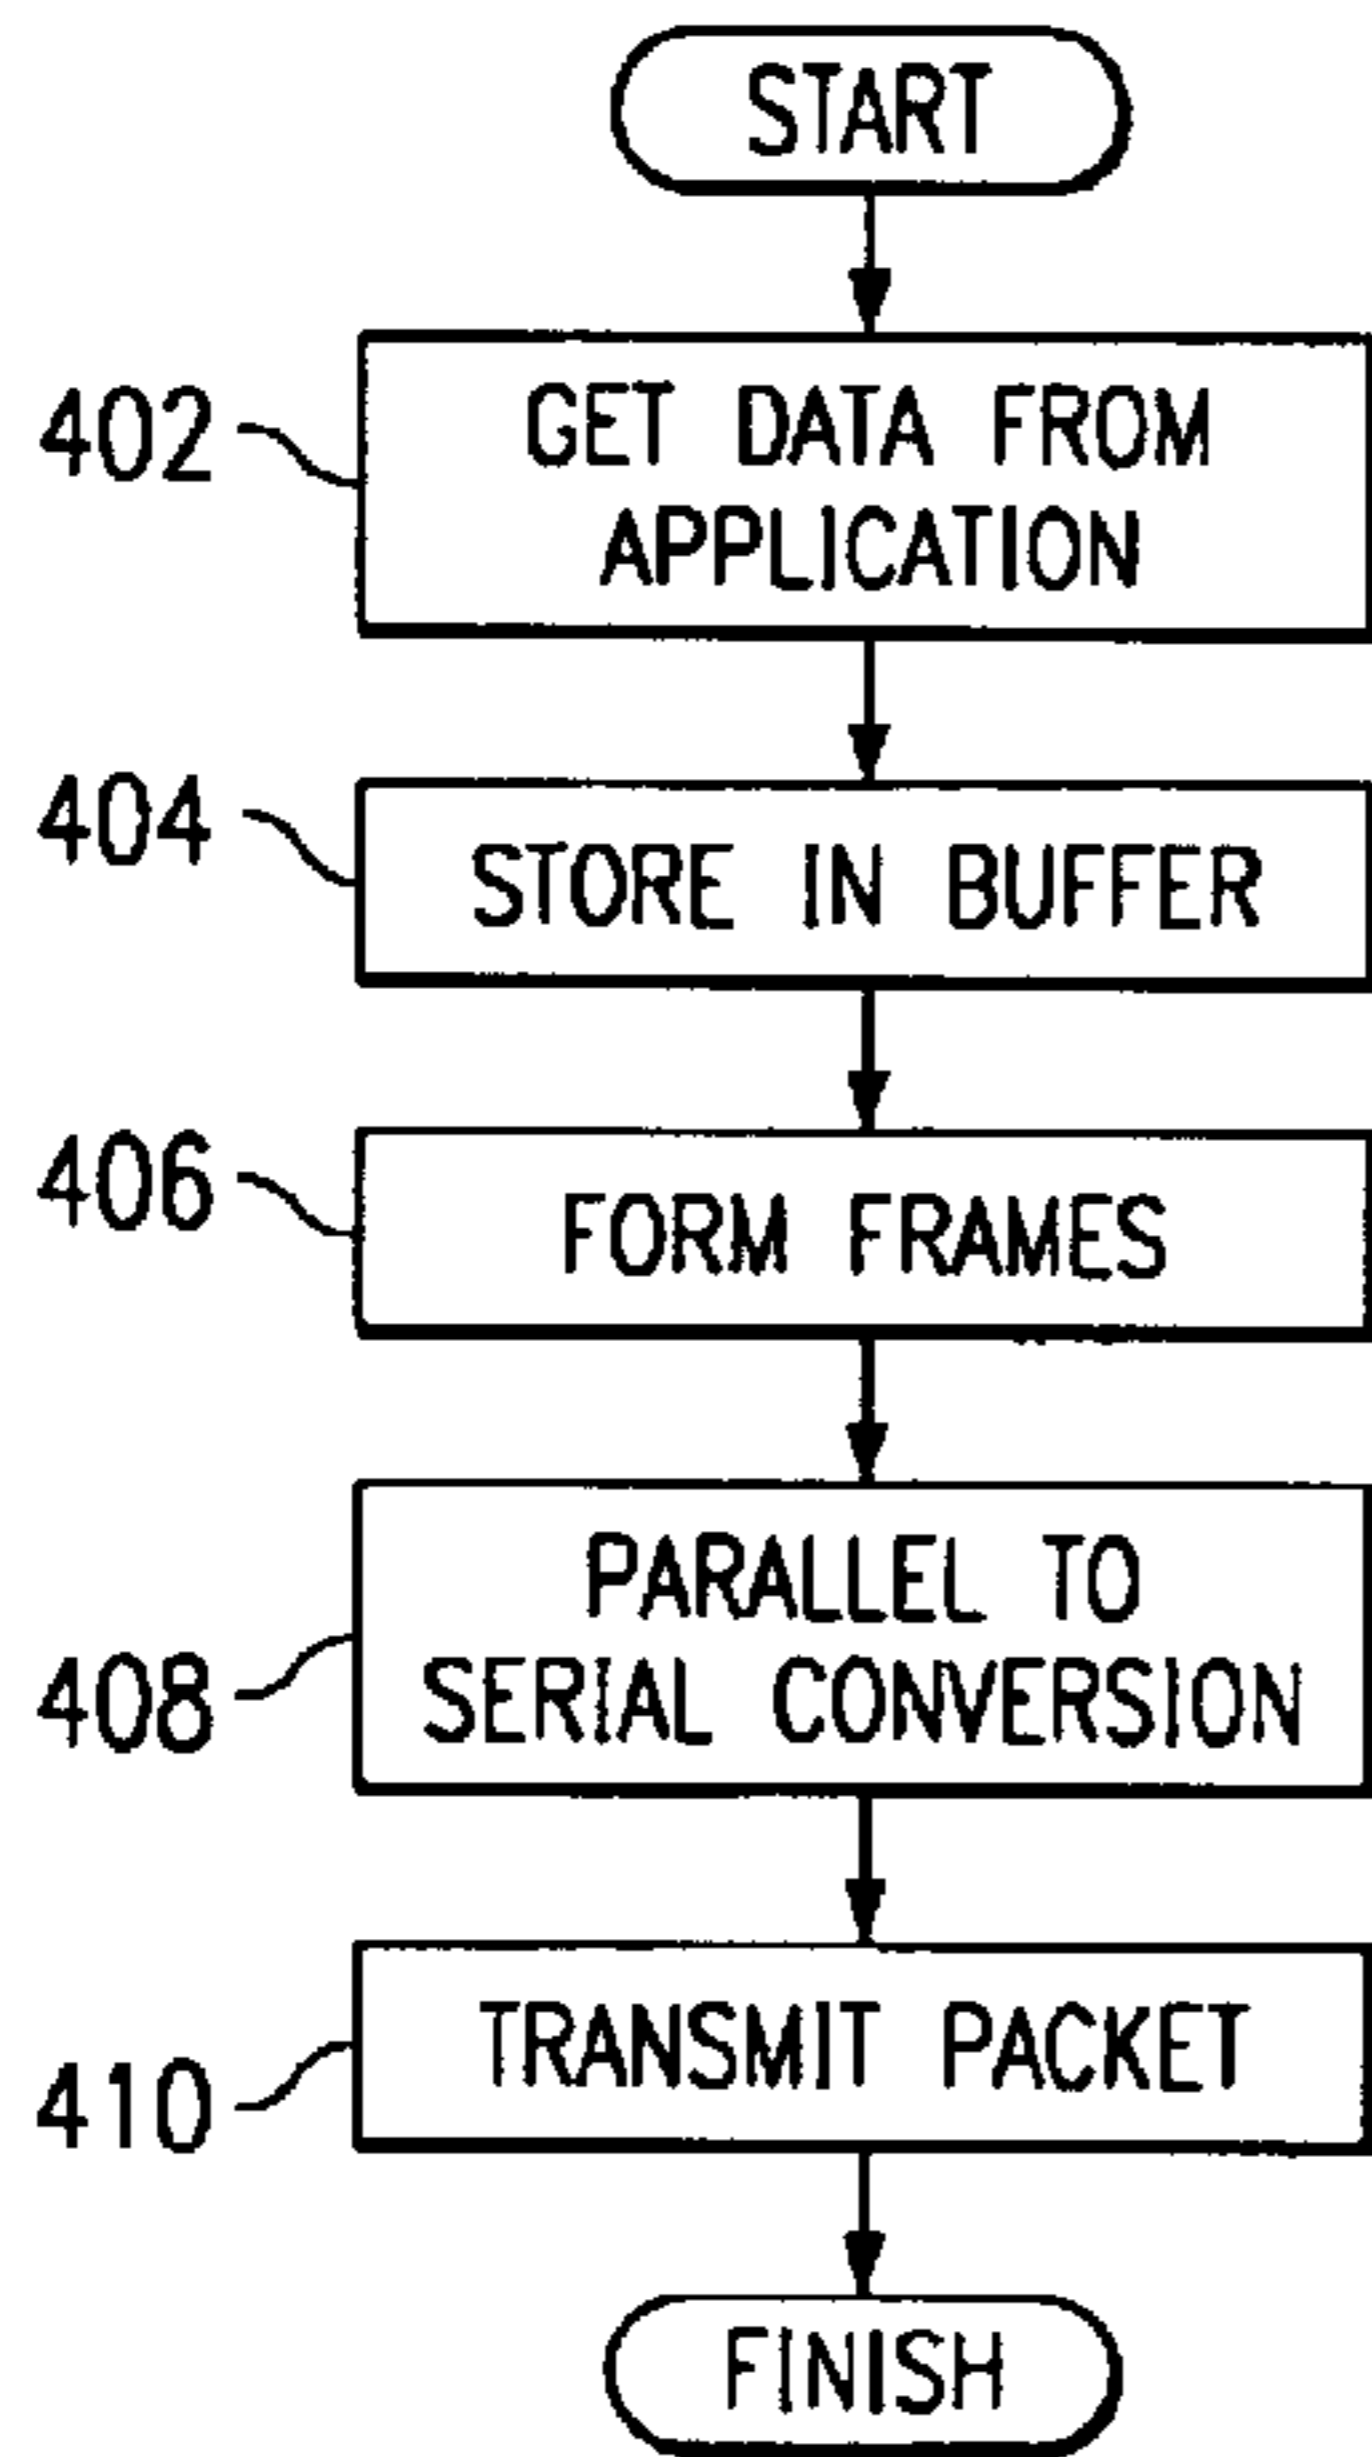 START
402
GET DATA FROM
APPLICATION
404
STORE IN BUFFER
406
FORM FRAMES
PARALLEL TO
408
SERIAL CONVERSION
TRANSMIT PACKET
410
FINISH